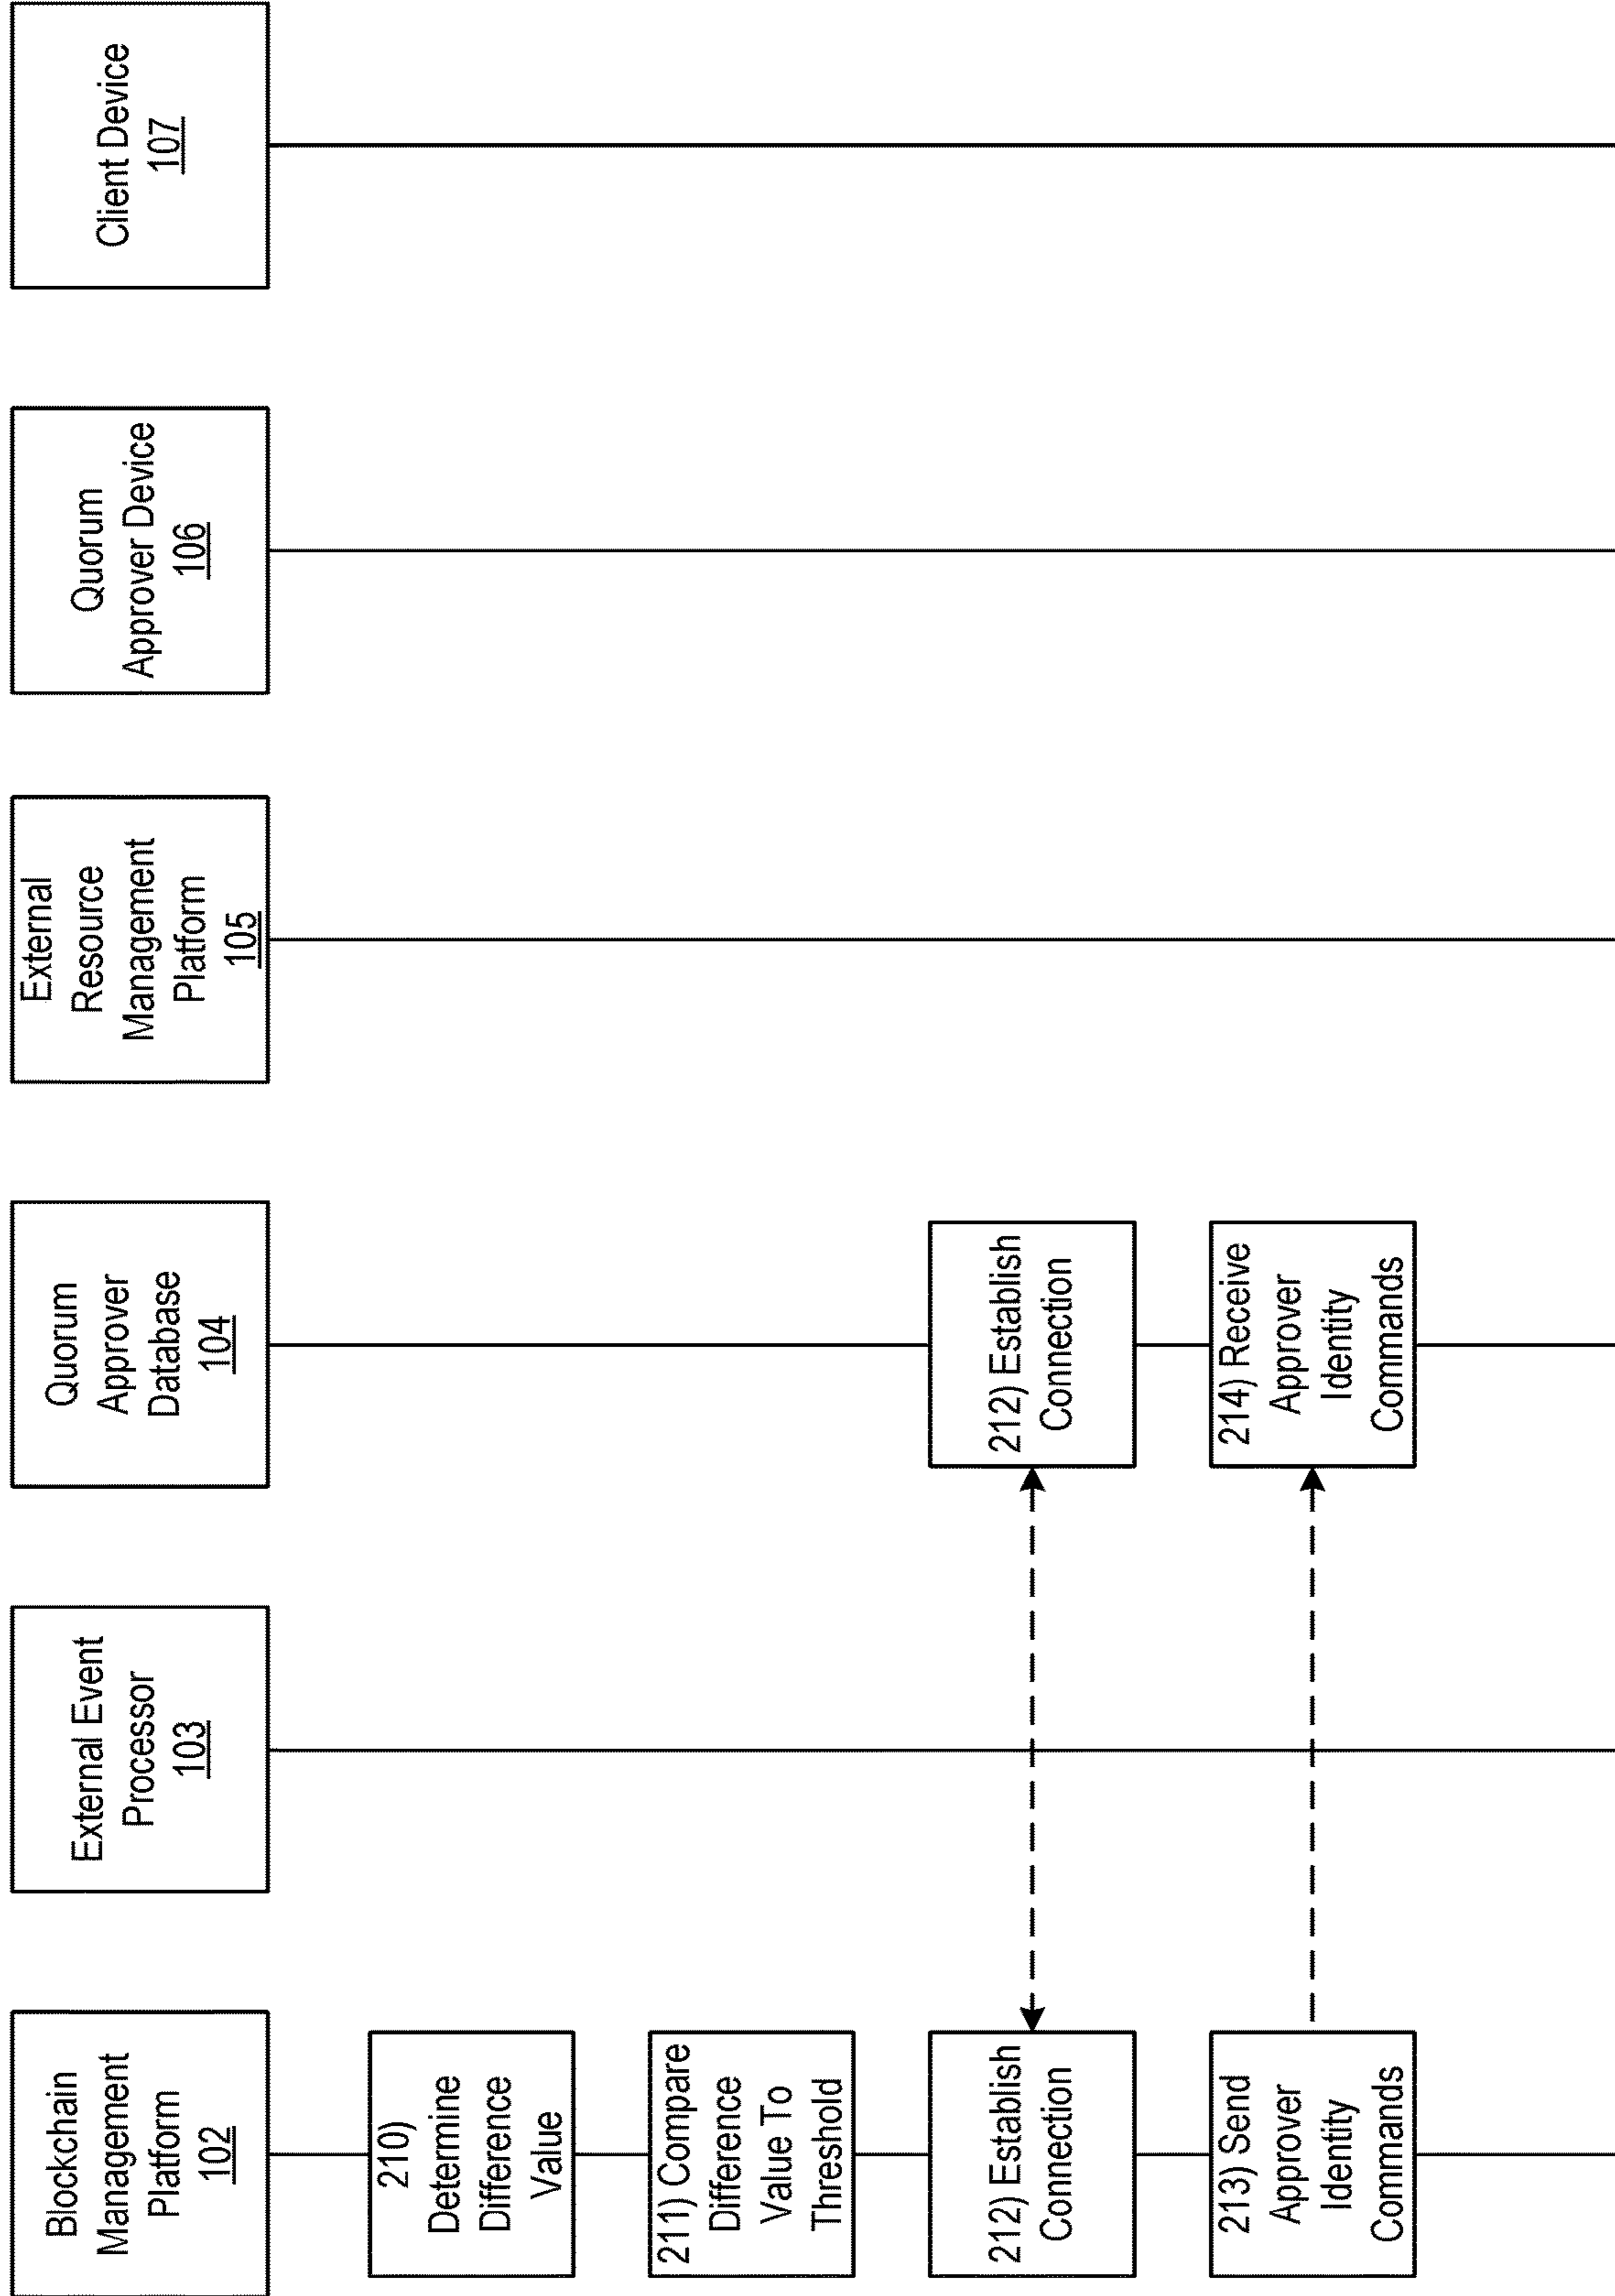 Blockchain
Management
Platform
102
External Event
Processor
103
Quorum
Approver
Database
104
External
Resource
Management
Platform
105
Quorum
Approver Device
106
Client Device
107
210)
Determine
Difference
Value
211) Compare
Difference
Value To
Threshold
212) Establish
Connection
212) Establish
Connection
213) Send
Approver
Identity
Commands
214) Receive
Approver
Identity
Commands